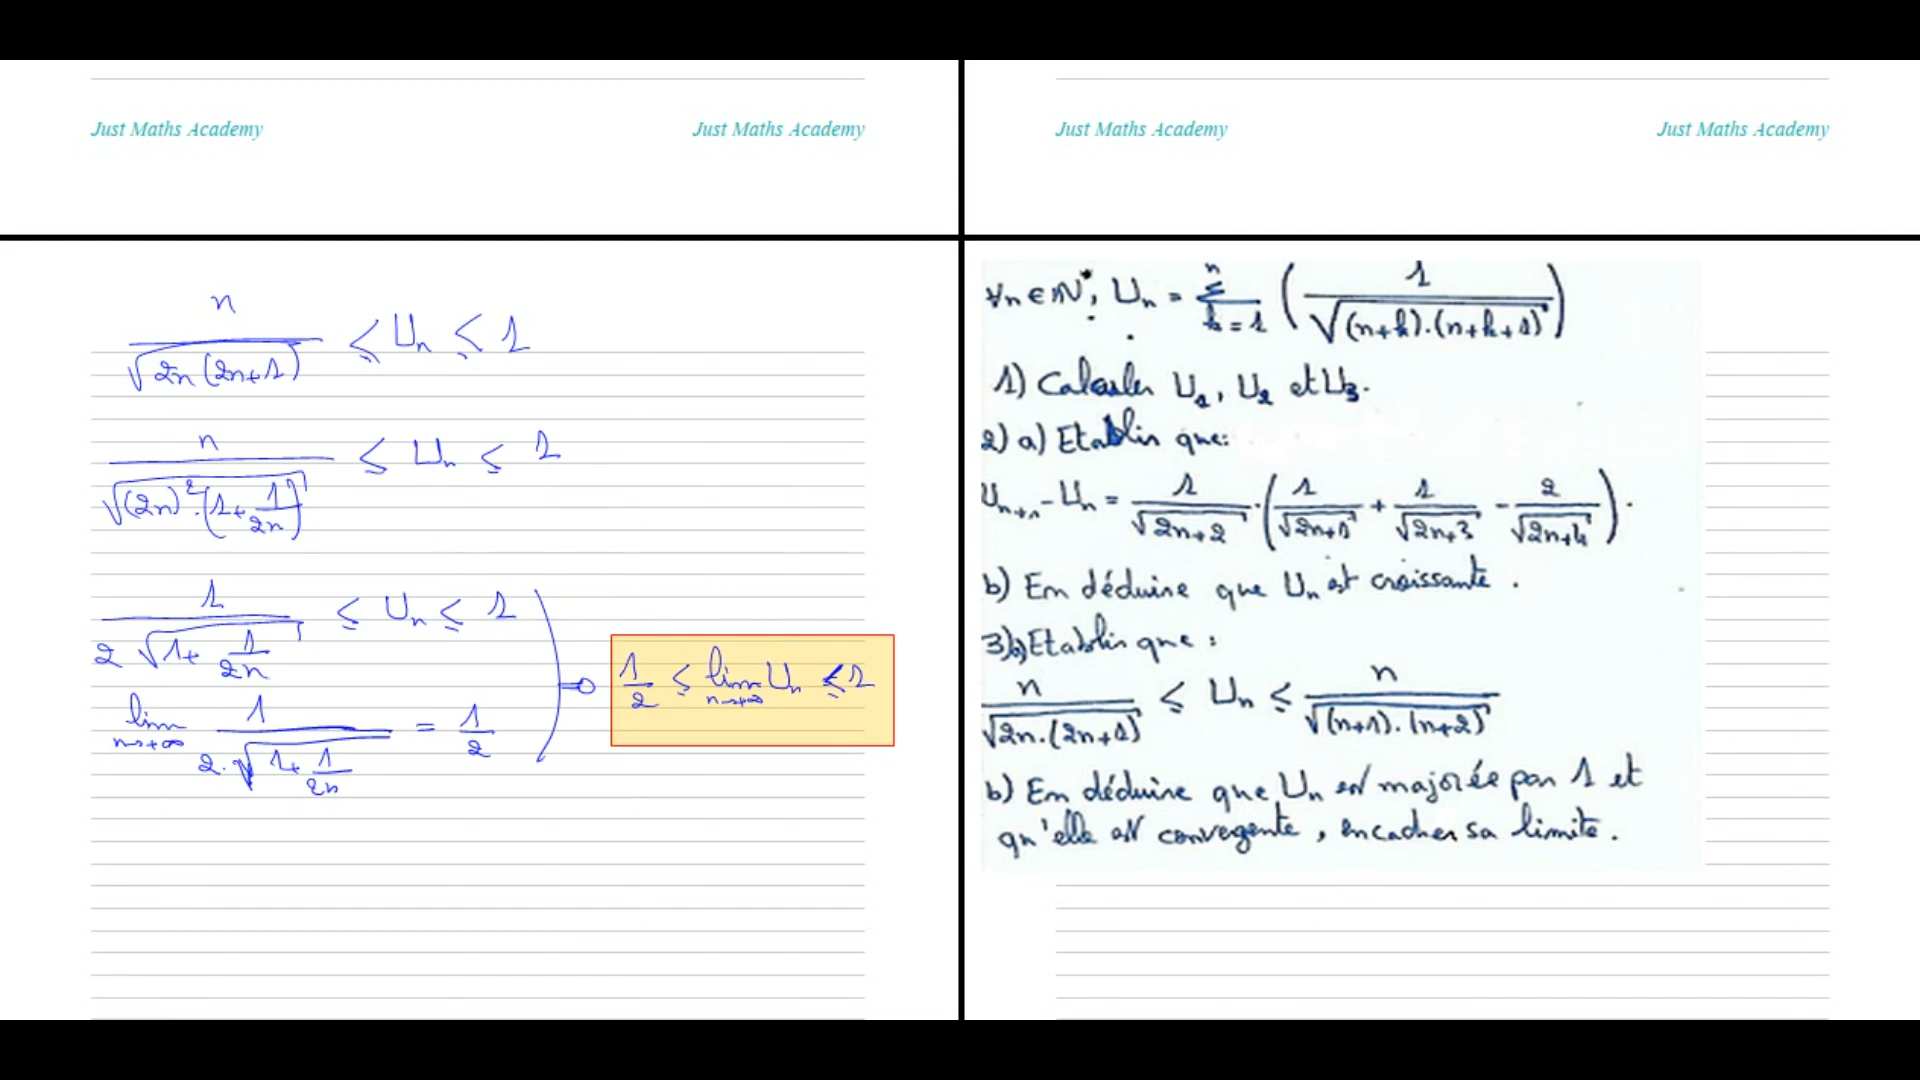 Just Maths Academy Just Maths Academy
n / √(2n(2n+1)) ≤ Un ≤ 1
n / √((2n)².(1+1/2n)) ≤ Un ≤ 1
1 / (2√(1+1/2n)) ≤ Un ≤ 1
lim n→+∞ 1 / (2.√(1+1/2n)) = 1/2
1/2 ≤ lim n→+∞ Un ≤ 1
Just Maths Academy Just Maths Academy
∀n∈ℕ*, Un = Σ k=1 n (1 / √((n+k).(n+k+1)))
1) Calculer U1, U2 et U3.
2) a) Etablir que:
Un+1 - Un = 1/√(2n+2) . (1/√(2n+1) + 1/√(2n+3) - 2/√(2n+4)).
b) En déduire que Un est croissante.
3) a) Etablir que :
n / √(2n.(2n+1)) ≤ Un ≤ n / √((n+1).(n+2))
b) En déduire que Un est majorée par 1 et
qu'elle est convergente, encadrer sa limite.